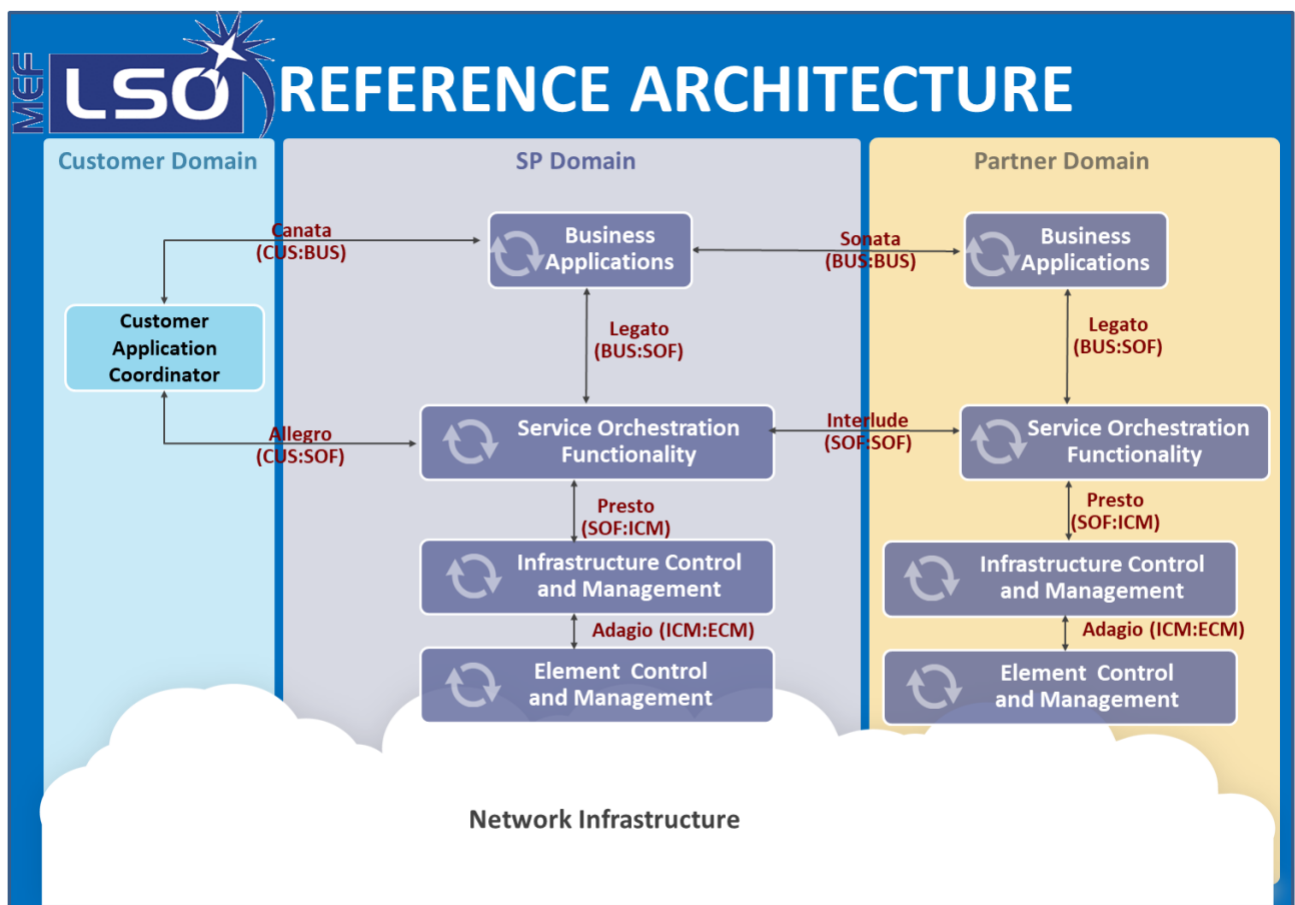 MEF
LSO
REFERENCE ARCHITECTURE
Customer Domain
SP Domain
Partner Domain
Canata
(CUS:BUS)
Business
Applications
Sonata
(BUS:BUS)
Business
Applications
Customer
Application
Coordinator
Legato
(BUS:SOF)
Legato
(BUS:SOF)
Allegro
(CUS:SOF)
Service Orchestration
Functionality
Interlude
(SOF:SOF)
Service Orchestration
Functionality
Presto
(SOF:ICM)
Presto
(SOF:ICM)
Infrastructure Control
and Management
Infrastructure Control
and Management
Adagio (ICM:ECM)
Adagio (ICM:ECM)
Element Control
and Management
Element Control
and Management
Network Infrastructure